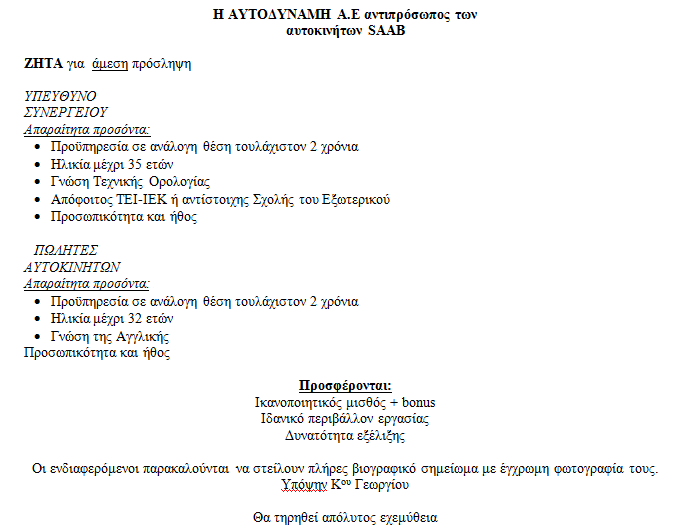 Η ΑΥΤΟΔΥΝΑΜΗ Α.Ε αντιπρόσωπος των
αυτοκινήτων SAAB
ΖΗΤΑ για άμεση πρόσληψη
ΥΠΕΥΘΥΝΟ
ΣΥΝΕΡΓΕΙΟΥ
Απαραίτητα προσόντα:
• Προϋπηρεσία σε ανάλογη θέση τουλάχιστον 2 χρόνια
• Ηλικία μέχρι 35 ετών
• Γνώση Τεχνικής Ορολογίας
• Απόφοιτος ΤΕΙ-ΙΕΚ ή αντίστοιχης Σχολής του Εξωτερικού
• Προσωπικότητα και ήθος
ΠΩΛΗΤΕΣ
ΑΥΤΟΚΙΝΗΤΩΝ
Απαραίτητα προσόντα:
• Προϋπηρεσία σε ανάλογη θέση τουλάχιστον 2 χρόνια
• Ηλικία μέχρι 32 ετών
• Γνώση της Αγγλικής
Προσωπικότητα και ήθος
Προσφέρονται:
Ικανοποιητικός μισθός + bonus
Ιδανικό περιβάλλον εργασίας
Δυνατότητα εξέλιξης
Οι ενδιαφερόμενοι παρακαλούνται να στείλουν πλήρες βιογραφικό σημείωμα με έγχρωμη φωτογραφία τους.
Υπόψην Κου Γεωργίου
Θα τηρηθεί απόλυτος εχεμύθεια